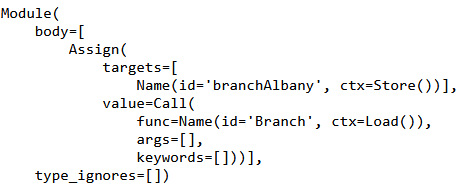 Module(
    body=[
        Assign(
            targets=[
                Name(id='branchAlbany', ctx=Store())],
            value=Call(
                func=Name(id='Branch', ctx=Load()),
                args=[],
                keywords=[]))],
    type_ignores=[])